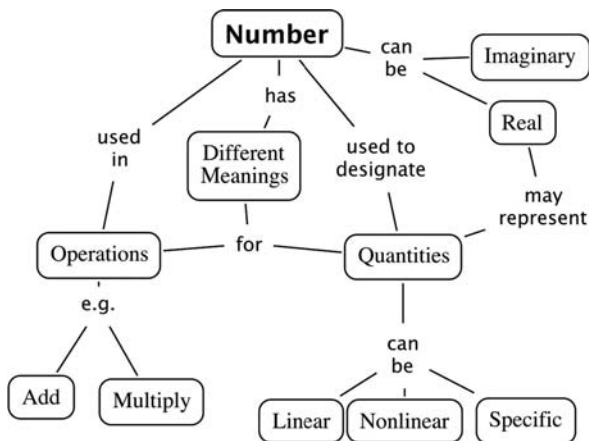 Number
can
be
Imaginary
has
Real
used
in
Different
Meanings
used to
designate
may
represent
Operations
for
Quantities
e.g.
can
be
Add
Multiply
Linear
Nonlinear
Specific